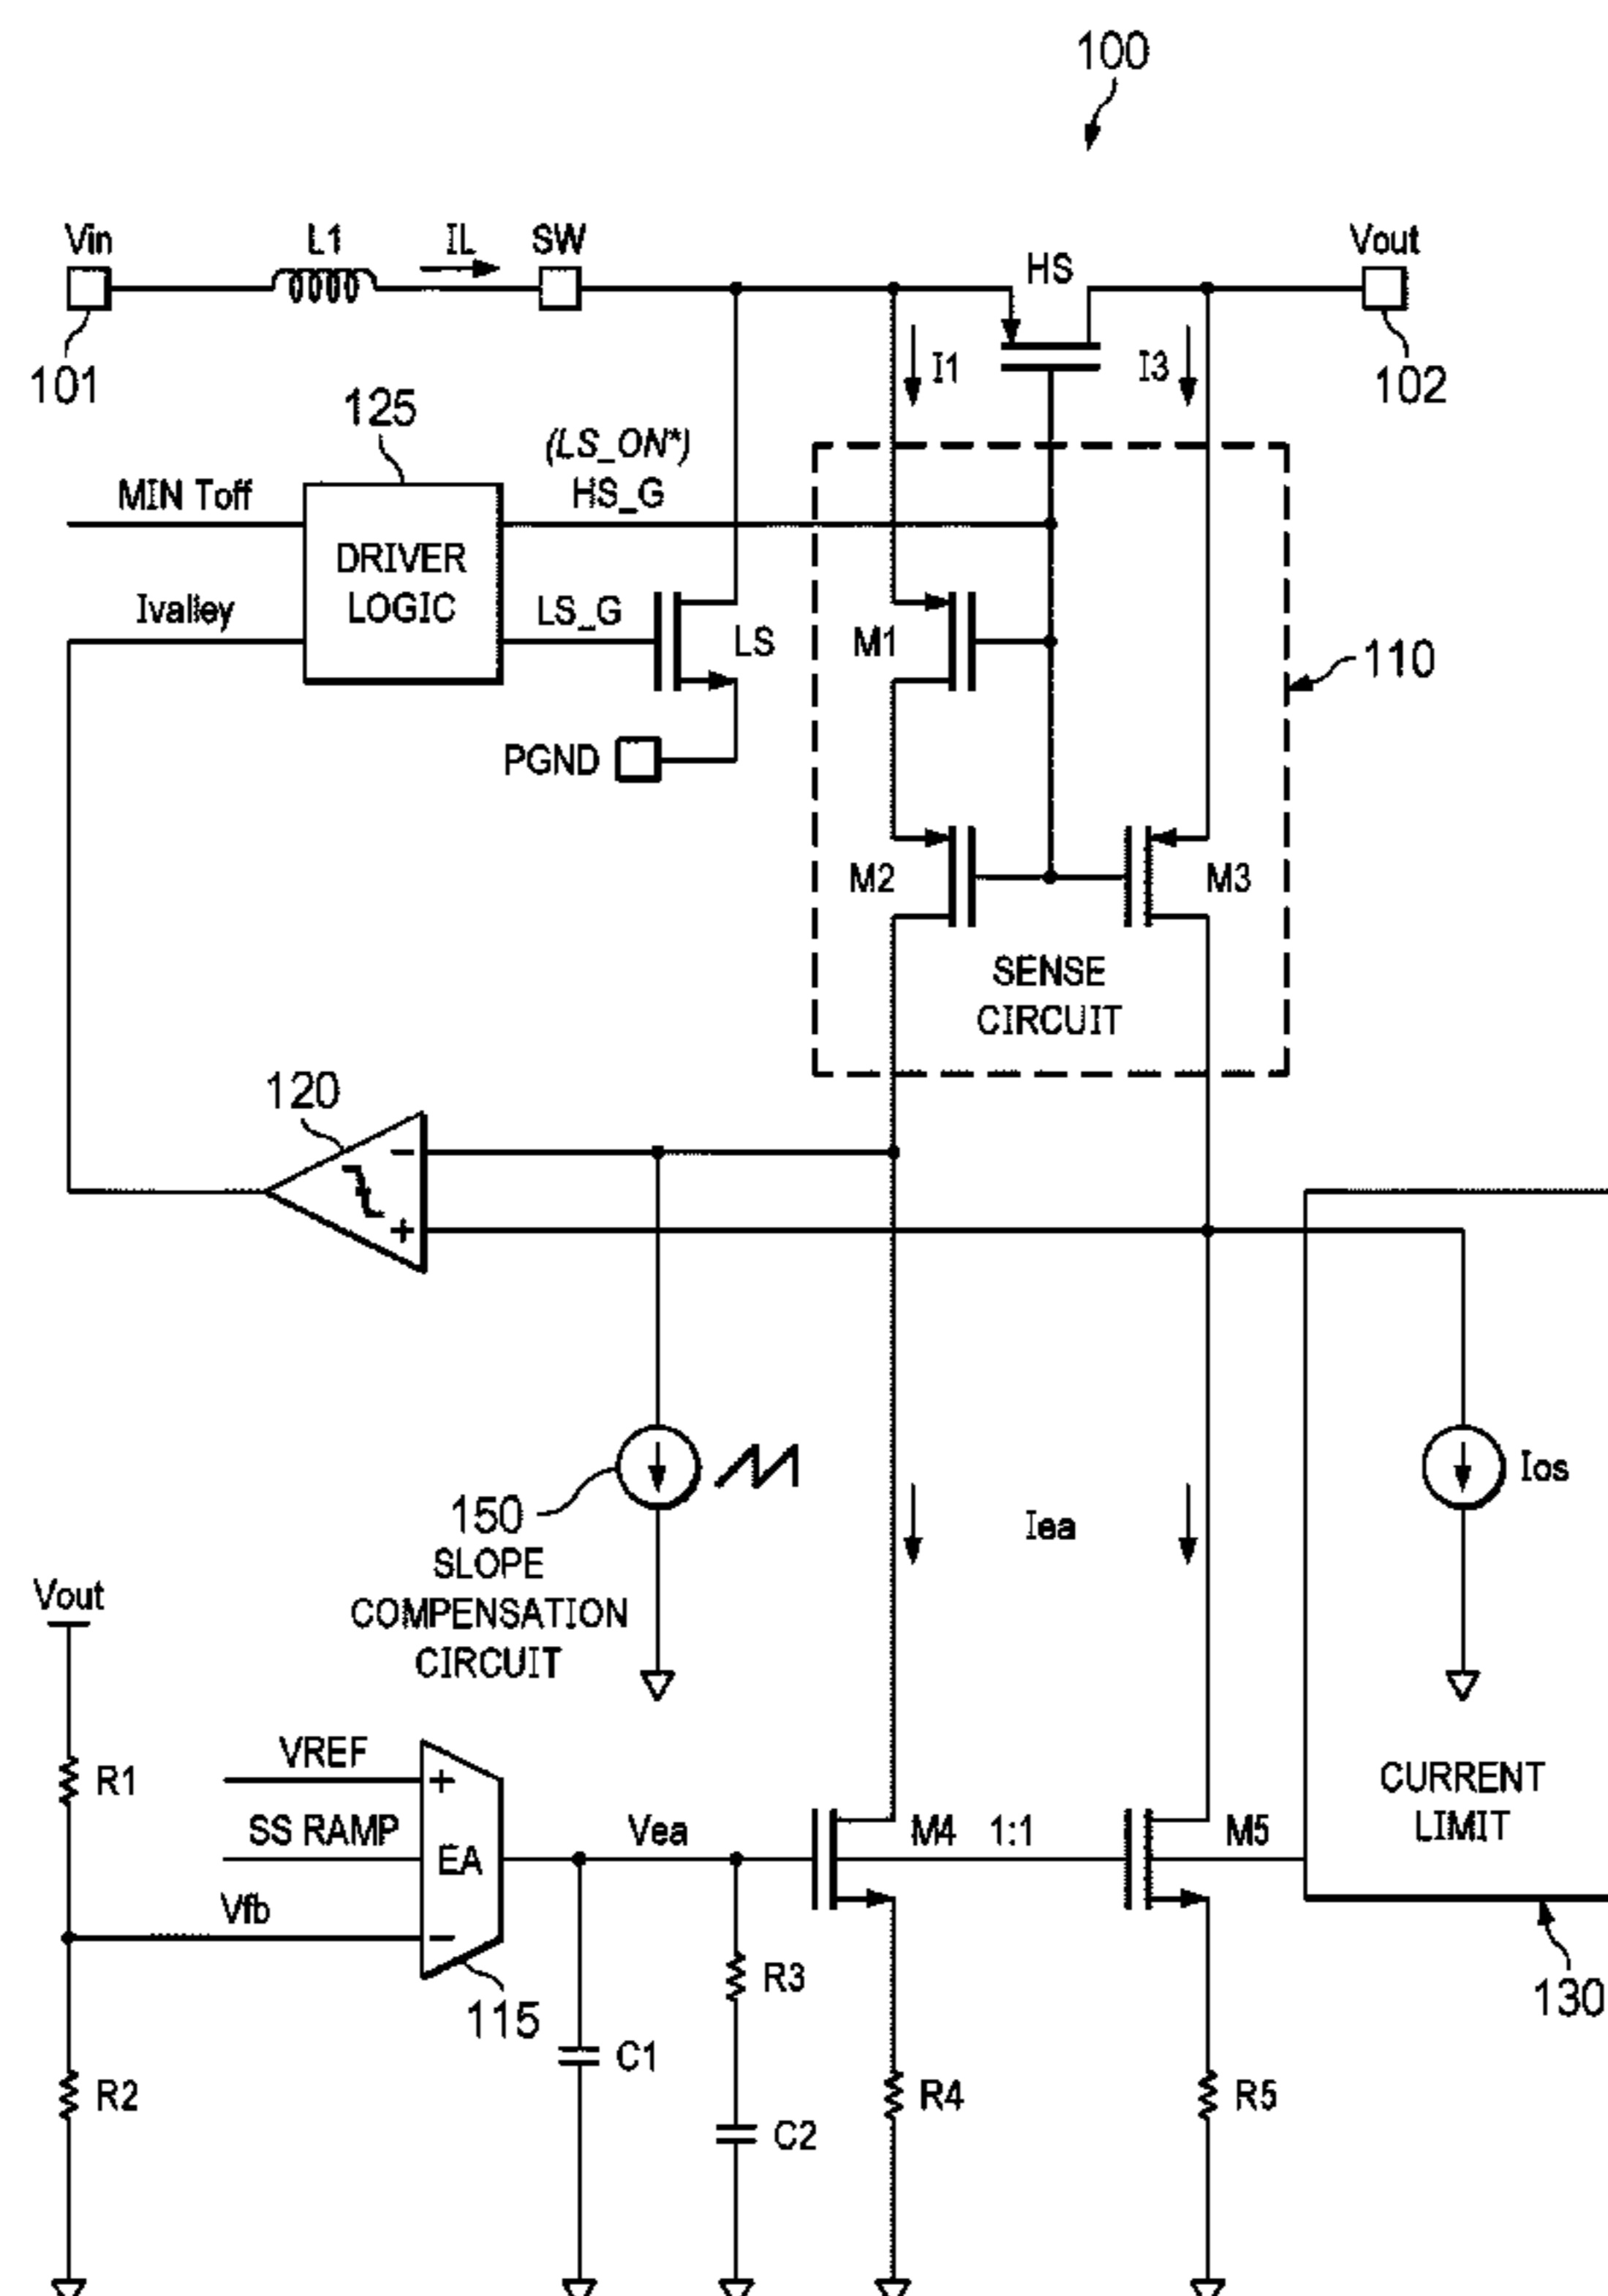 100
Vin
L1
IL
SW
HS
Vout
101
I1
I3
102
125
(LS_ON*)
HS_G
MIN Toff
DRIVER
LOGIC
Ivalley
LS_G
LS
M1
110
PGND
M2
M3
SENSE
CIRCUIT
120
−
+
150
SLOPE
COMPENSATION
CIRCUIT
Iea
Ios
Vout
R1
VREF
+
SS RAMP
EA
Vfb
−
115
Vea
M4
1:1
M5
CURRENT
LIMIT
130
R2
C1
R3
C2
R4
R5